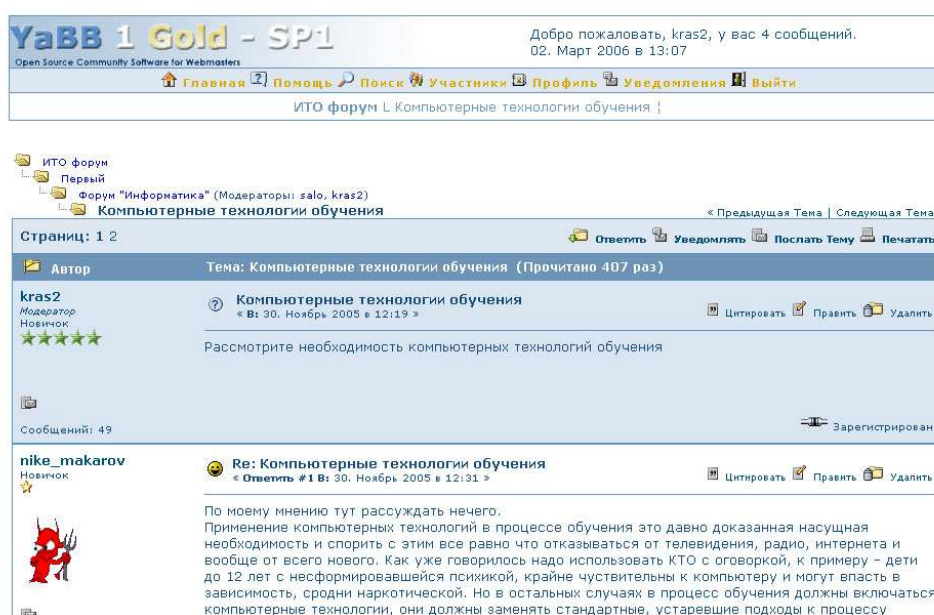 YaBB 1 Gold - SP1
Open Source Community Software for Webmasters
Добро пожаловать, kras2, у вас 4 сообщений.
02. Март 2006 в 13:07
Главная Помощь Поиск Участники Профиль Уведомления Выйти
ИТО форум L Компьютерные технологии обучения ¦
ИТО форум
Первый
Форум "Информатика" (Модераторы: salo, kras2)
Компьютерные технологии обучения
« Предыдущая Тема | Следующая Тема
Страниц: 1 2
Ответить Уведомлять Послать Тему Печатать
Автор
Тема: Компьютерные технологии обучения (Прочитано 407 раз)
kras2
Модератор
Новичок
Компьютерные технологии обучения
« В: 30. Ноябрь 2005 в 12:19 »
Цитировать Править Удалить
Рассмотрите необходимость компьютерных технологий обучения
Сообщений: 49
Зарегистрирован
nike_makarov
Новичок
Re: Компьютерные технологии обучения
« Ответить #1 В: 30. Ноябрь 2005 в 12:31 »
Цитировать Править Удалить
По моему мнению тут рассуждать нечего.
Применение компьютерных технологий в процессе обучения это давно доказанная насущная
необходимость и спорить с этим все равно что отказываться от телевидения, радио, интернета и
вообще от всего нового. Как уже говорилось надо использовать КТО с оговоркой, к примеру – дети
до 12 лет с несформировавшейся психикой, крайне чуствительны к компьютеру и могут впасть в
зависимость, сродни наркотической. Но в остальных случаях в процесс обучения должны включаться
компьютерные технологии, они должны заменять стандартные, устаревшие подходы к процессу